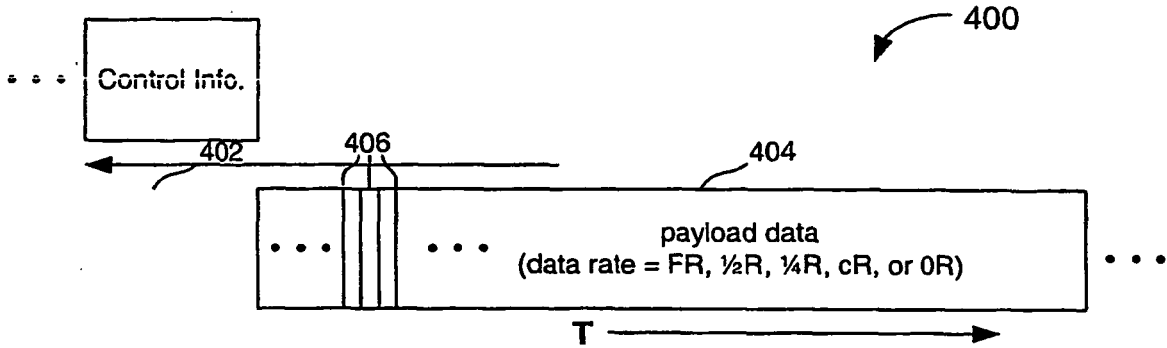 400
• • • Control Info.
402
406
404
• • • • • •
payload data
(data rate = FR, ½R, ¼R, cR, or 0R)
• • •
T